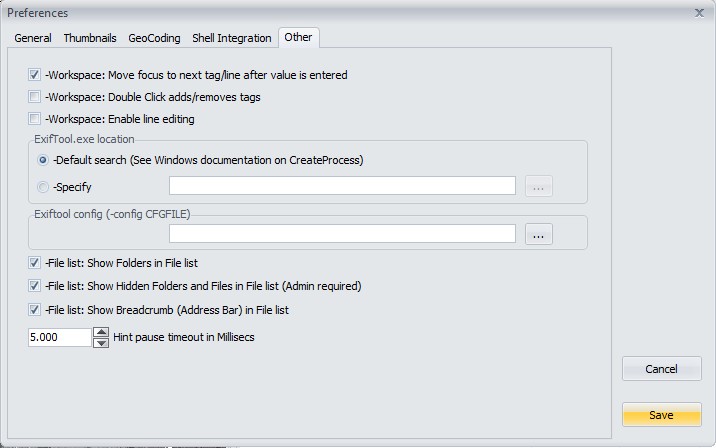 Preferences
General Thumbnails GeoCoding Shell Integration Other
-Workspace: Move focus to next tag/line after value is entered
-Workspace: Double Click adds/removes tags
-Workspace: Enable line editing
ExifTool.exe location
-Default search (See Windows documentation on CreateProcess)
-Specify ...
Exiftool config (-config CFGFILE)
...
-File list: Show Folders in File list
-File list: Show Hidden Folders and Files in File list (Admin required)
-File list: Show Breadcrumb (Address Bar) in File list
5.000 Hint pause timeout in Millisecs
Cancel
Save